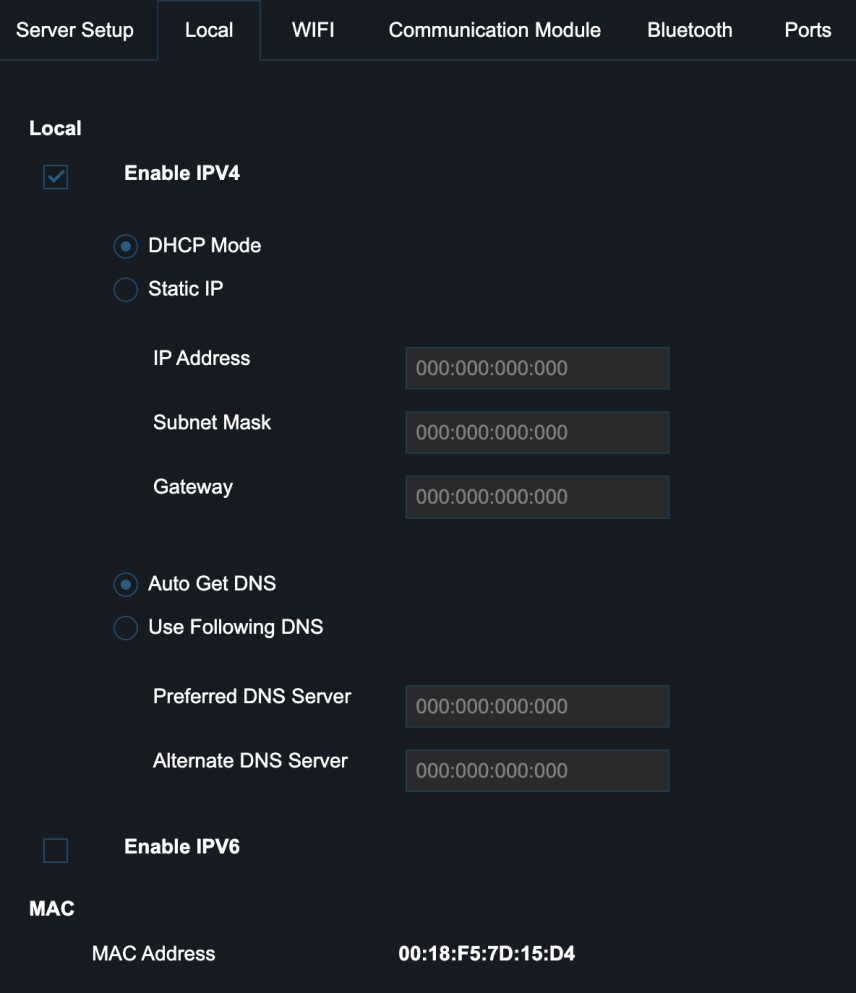 Server Setup Local WIFI Communication Module Bluetooth Ports
Local
Enable IPV4
DHCP Mode
Static IP
IP Address 000:000:000:000
Subnet Mask 000:000:000:000
Gateway 000:000:000:000
Auto Get DNS
Use Following DNS
Preferred DNS Server 000:000:000:000
Alternate DNS Server 000:000:000:000
Enable IPV6
MAC
MAC Address 00:18:F5:7D:15:D4